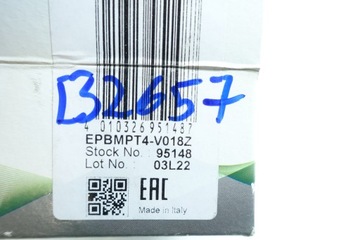 B2657
4 010326 951487
EPBMPT4-V018Z
Stock No. : 95148
Lot No. : 03L22
EAC
Made in Italy